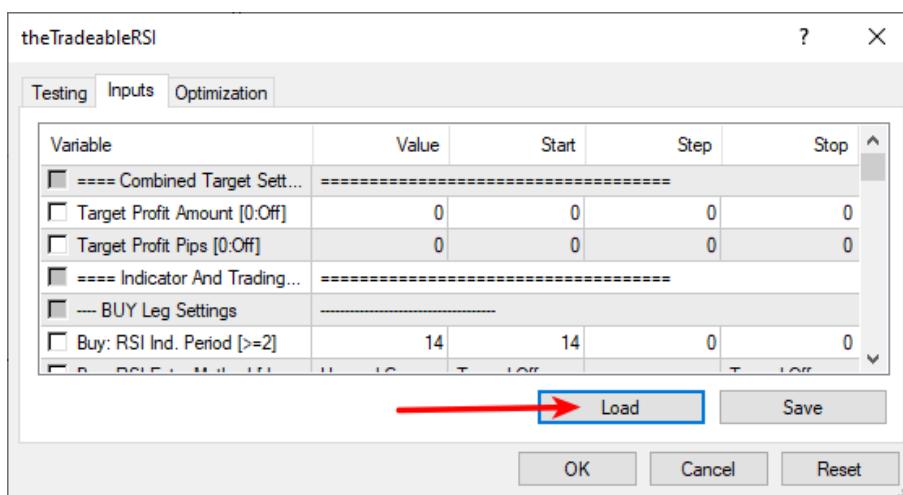 theTradeableRSI ?
Testing Inputs Optimization
Variable Value Start Step Stop
==== Combined Target Sett... ====================================
Target Profit Amount [0:Off] 0 0 0 0
Target Profit Pips [0:Off] 0 0 0 0
==== Indicator And Trading... ====================================
---- BUY Leg Settings ------------------------------------
Buy: RSI Ind. Period [>=2] 14 14 0 0
Load Save
OK Cancel Reset